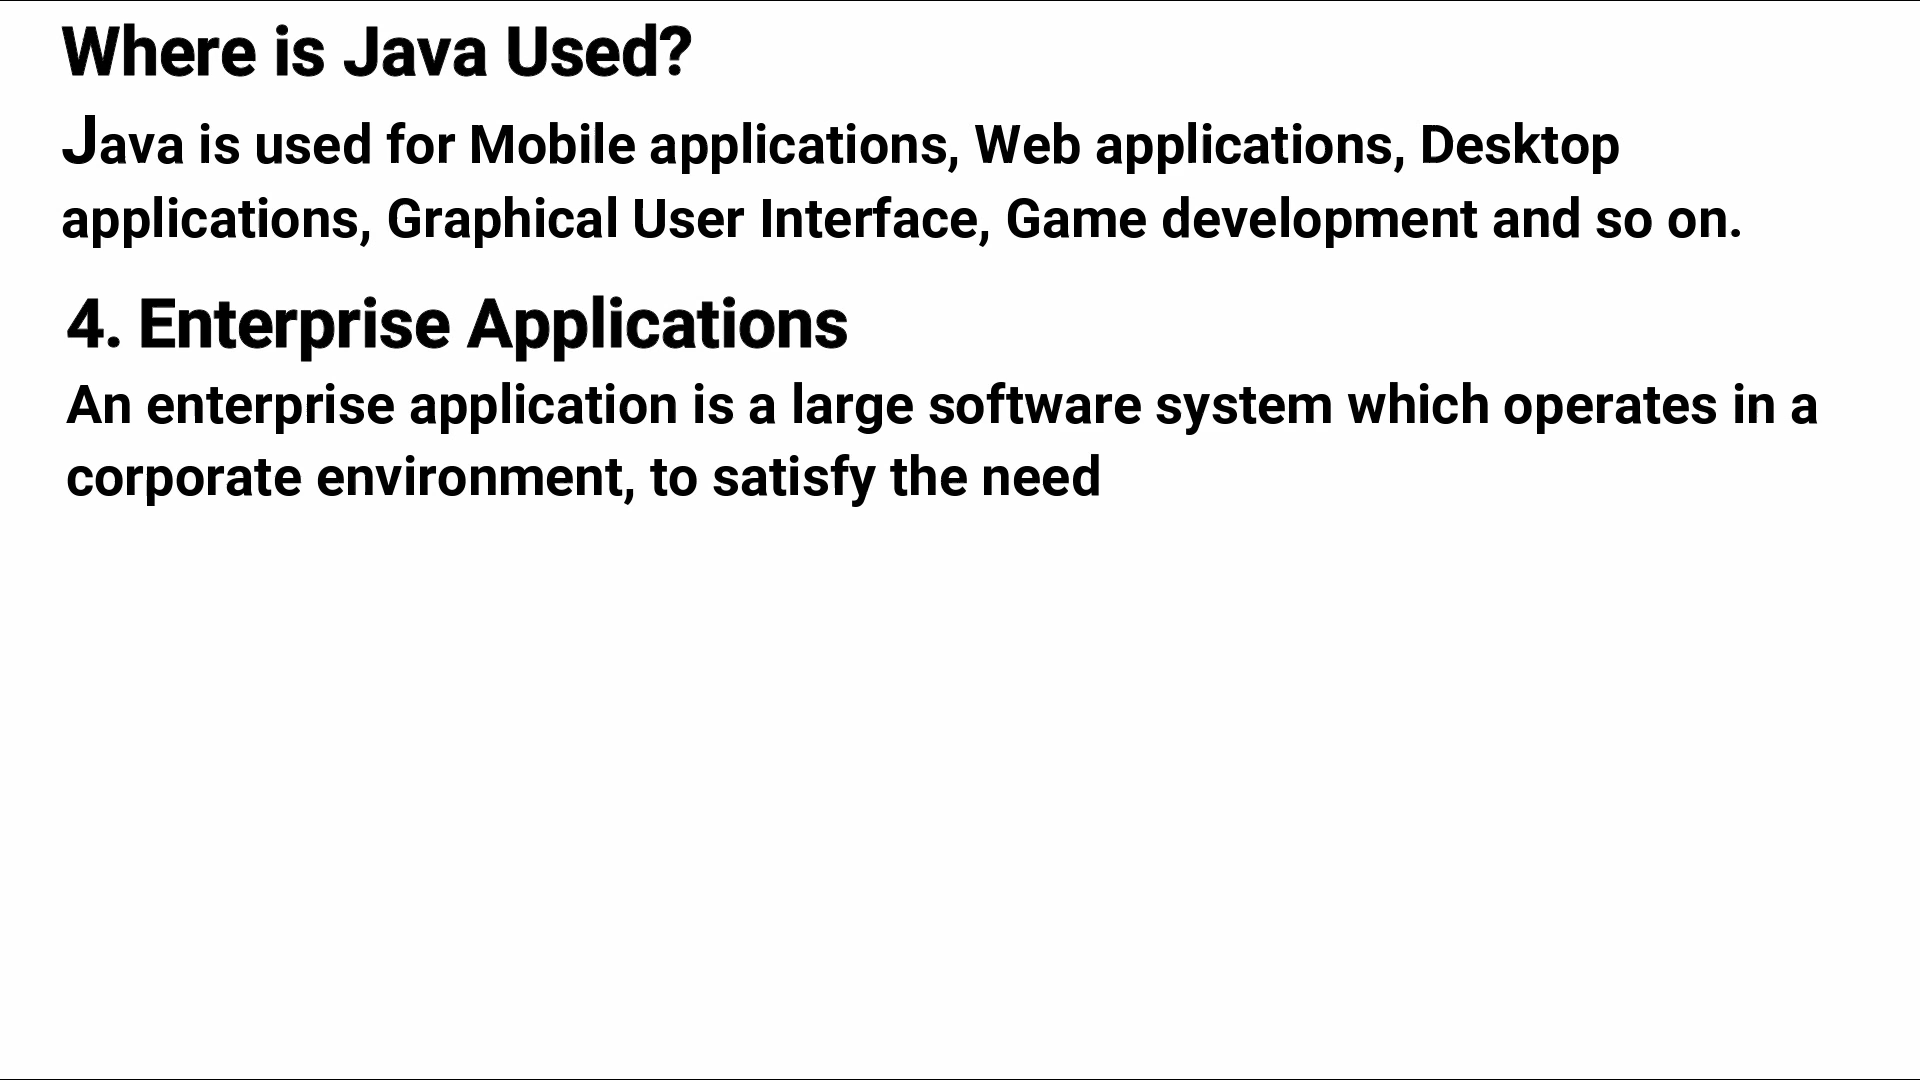 Where is Java Used?
Java is used for Mobile applications, Web applications, Desktop
applications, Graphical User Interface, Game development and so on.
4. Enterprise Applications
An enterprise application is a large software system which operates in a
corporate environment, to satisfy the need